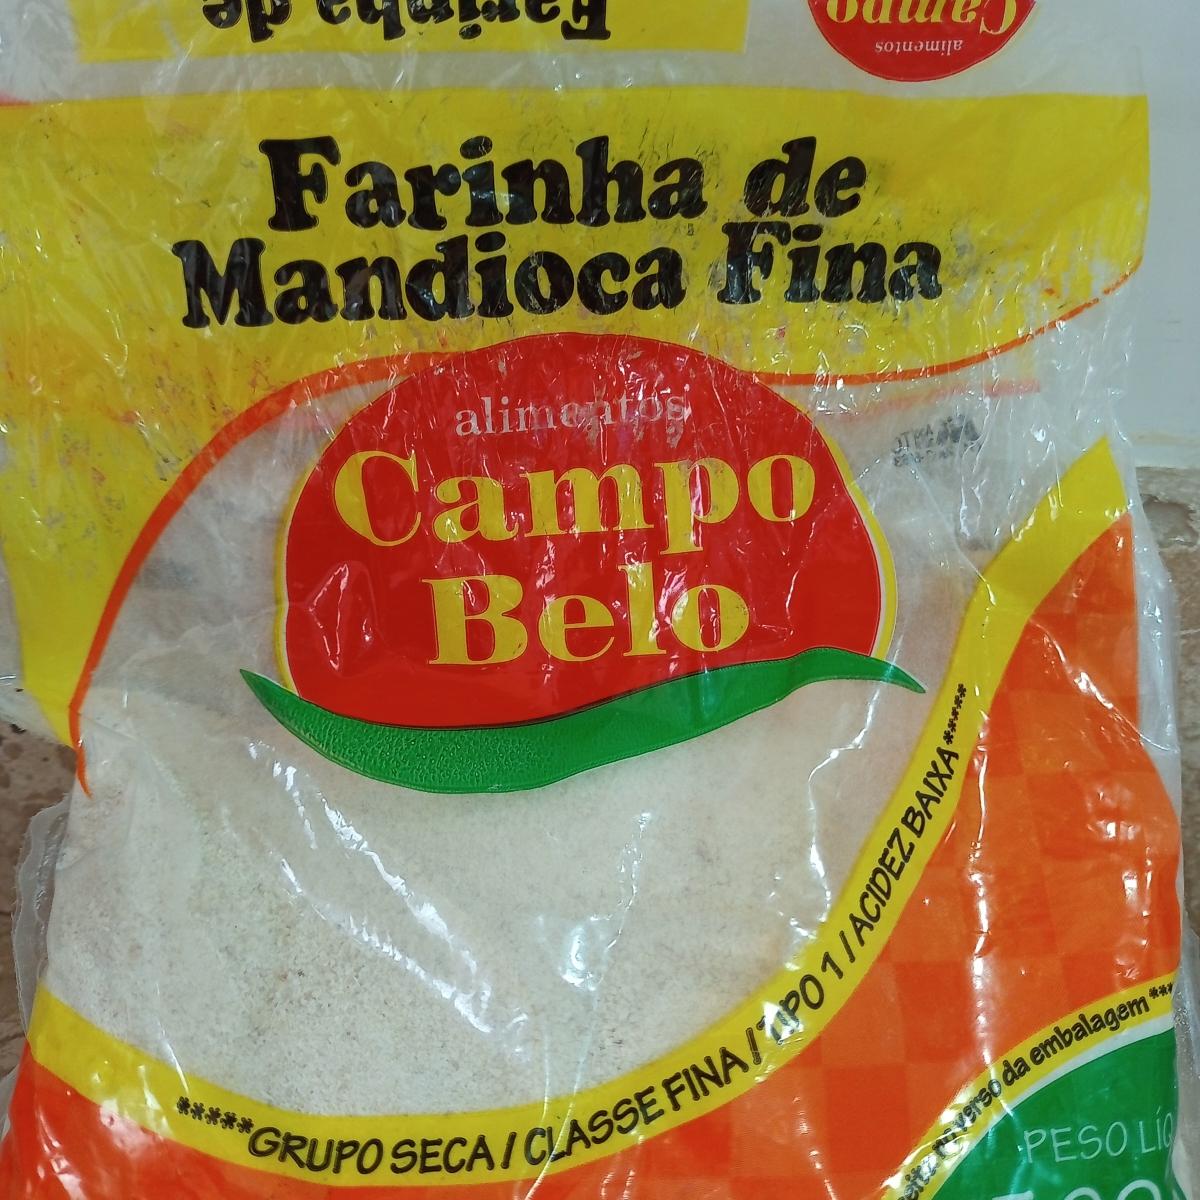 Farinha de
alimentos
Campo
Farinha de
Mandioca Fina
alimentos
Campo
Belo
*****GRUPO SECA / CLASSE FINA / TIPO 1 / ACIDEZ BAIXA*****
verso da embalagem***
PESO LÍQ